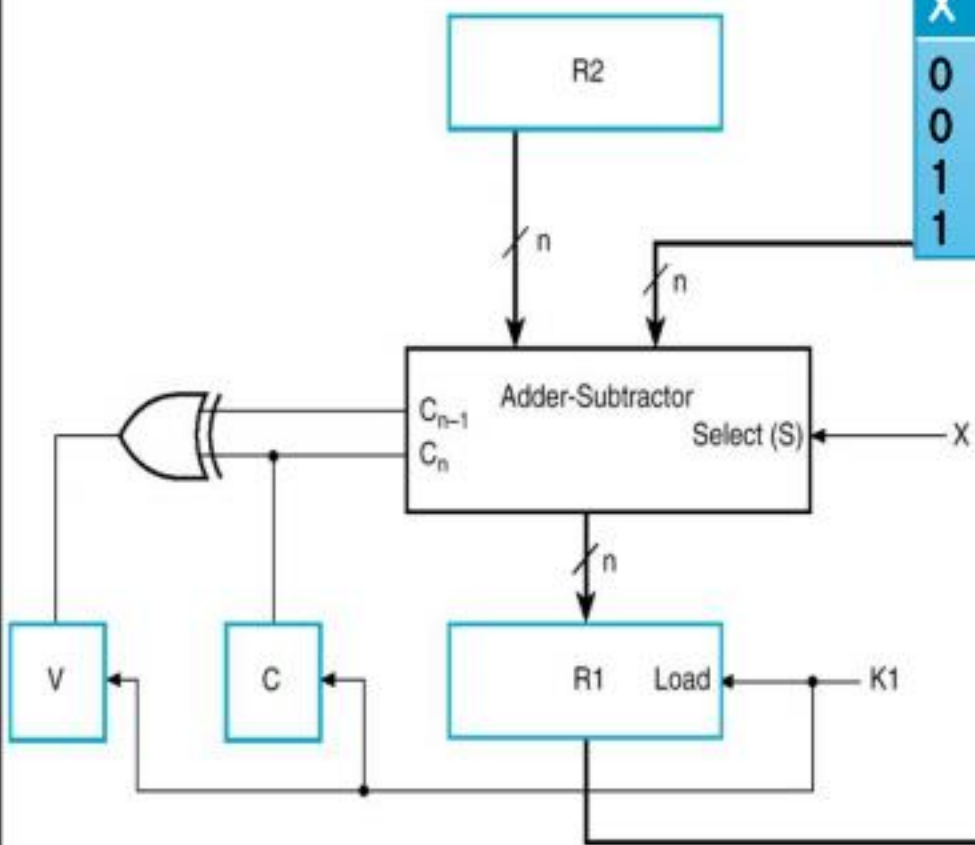 X
R2
0
0
1
1
n
n
Adder-Subtractor
Cn–1
Select (S)
X
Cn
n
V
C
R1
Load
K1